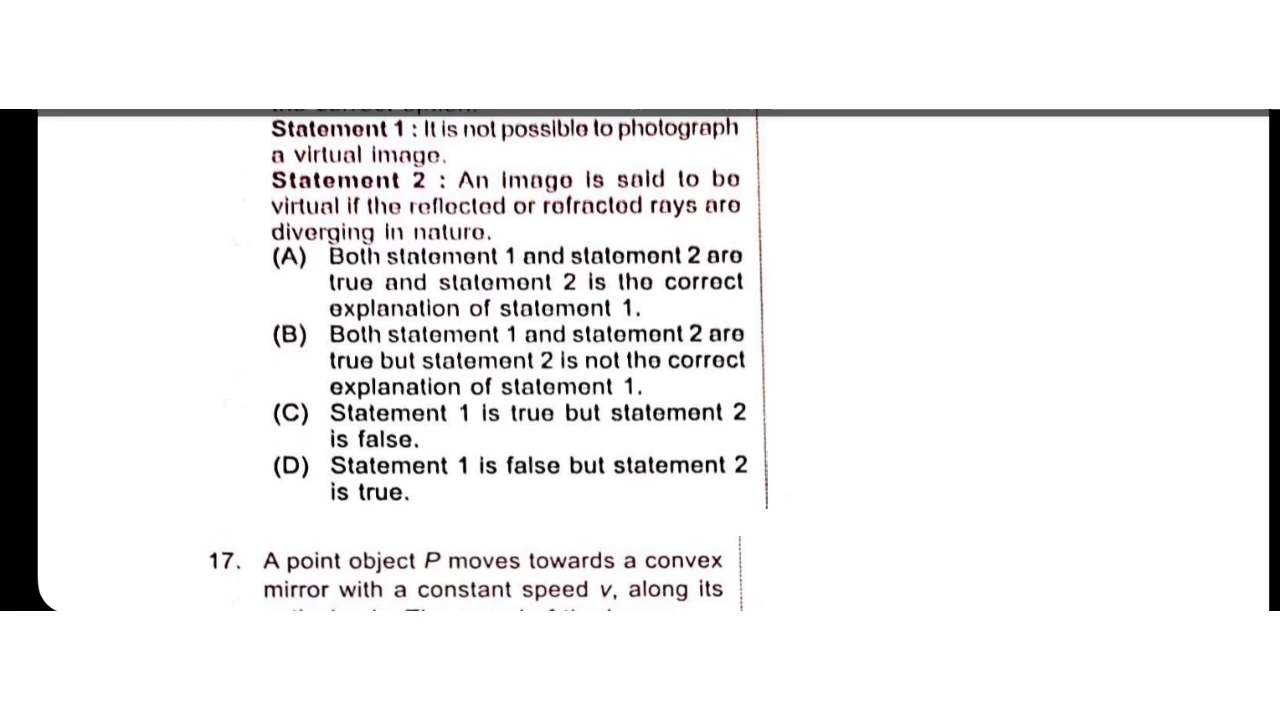 Statement 1 : It is not possible to photograph
a virtual image.
Statement 2 : An image is said to be
virtual if the reflected or refracted rays are
diverging in nature.
(A) Both statement 1 and statement 2 are
true and statement 2 is the correct
explanation of statement 1.
(B) Both statement 1 and statement 2 are
true but statement 2 is not the correct
explanation of statement 1.
(C) Statement 1 is true but statement 2
is false.
(D) Statement 1 is false but statement 2
is true.
17. A point object P moves towards a convex
mirror with a constant speed v, along its